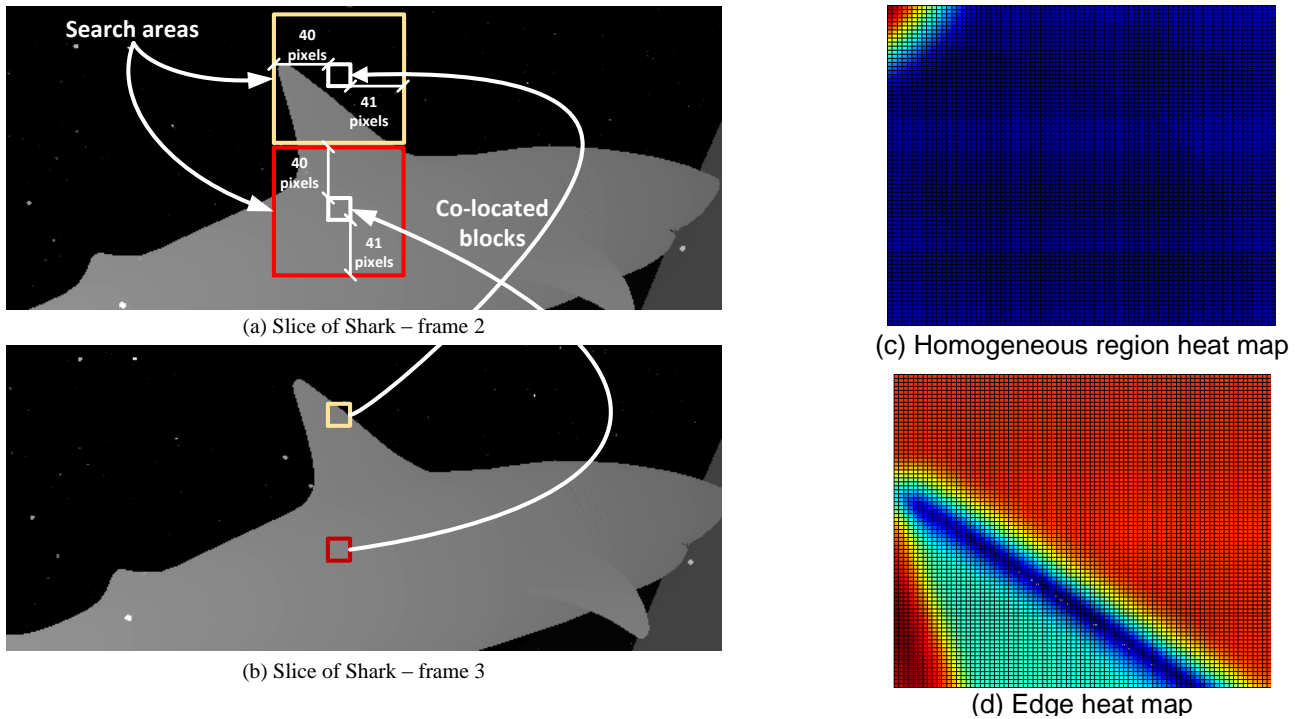 Search areas
40
pixels
41
pixels
40
pixels
41
pixels
Co-located
blocks
(a) Slice of Shark – frame 2
(b) Slice of Shark – frame 3
(c) Homogeneous region heat map
(d) Edge heat map